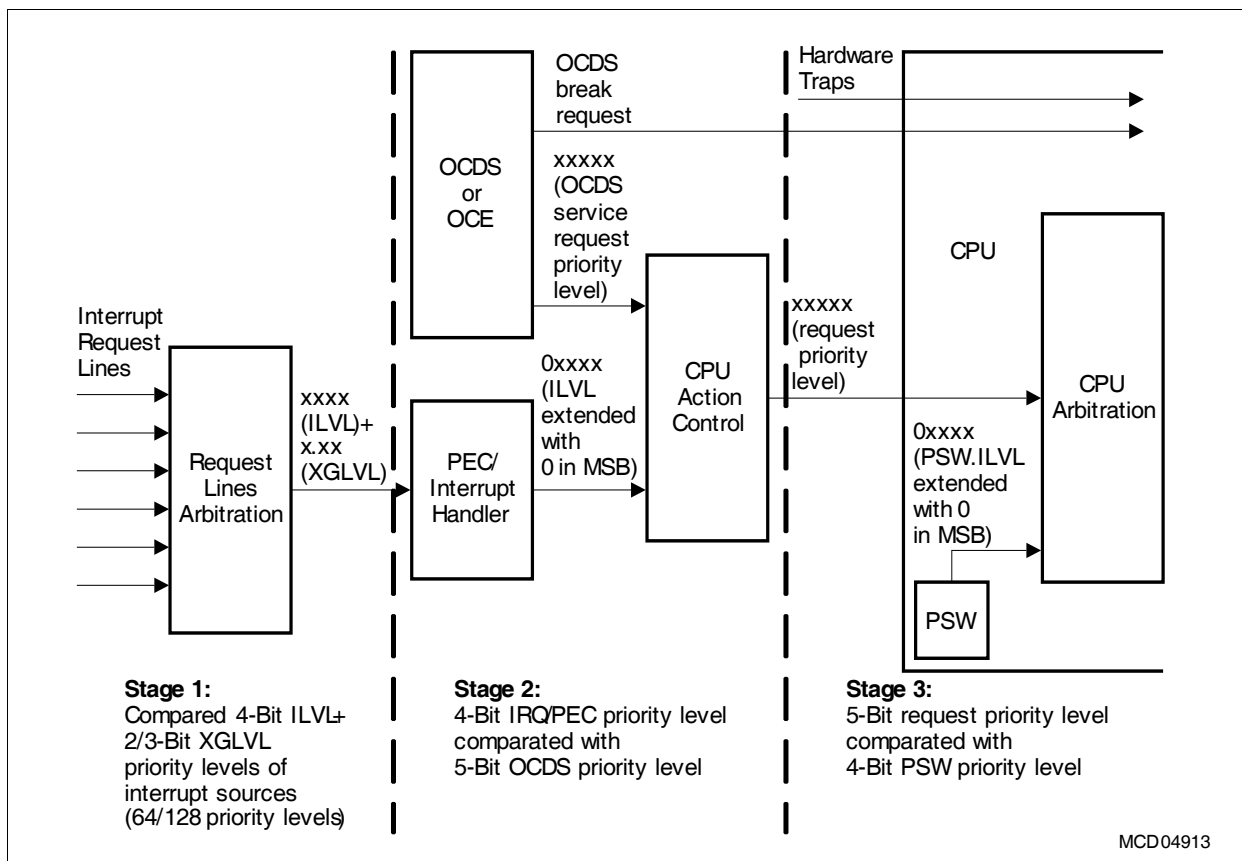 Interrupt
Request
Lines
Request
Lines
Arbitration
xxxx
(ILVL)+
x.xx
(XGLVL)
OCDS
or
OCE
OCDS
break
request
xxxxx
(OCDS
service
request
priority
level)
PEC/
Interrupt
Handler
0xxxx
(ILVL
extended
with
0 in MSB)
CPU
Action
Control
Hardware
Traps
xxxxx
(request
priority
level)
CPU
CPU
Arbitration
0xxxx
(PSW.ILVL
extended
with 0
in MSB)
PSW
Stage 1:
Compared 4-Bit ILVL+
2/3-Bit XGLVL
priority levels of
interrupt sources
(64/128 priority levels)
Stage 2:
4-Bit IRQ/PEC priority level
comparated with
5-Bit OCDS priority level
Stage 3:
5-Bit request priority level
comparated with
4-Bit PSW priority level
MCD04913